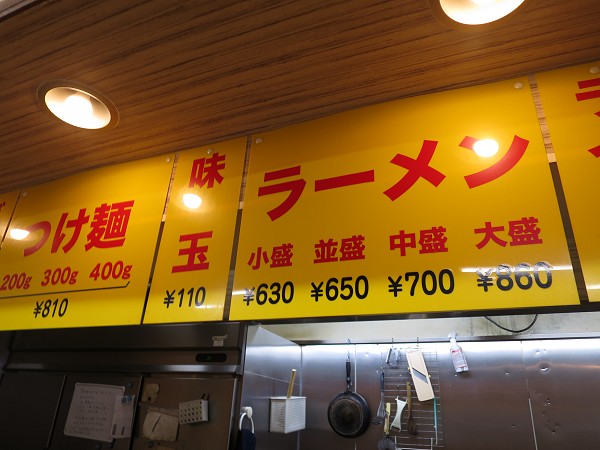 つけ麺
200g 300g 400g
¥810
味玉
¥110
ラーメン
小盛 並盛 中盛 大盛
¥630 ¥650 ¥700 ¥860